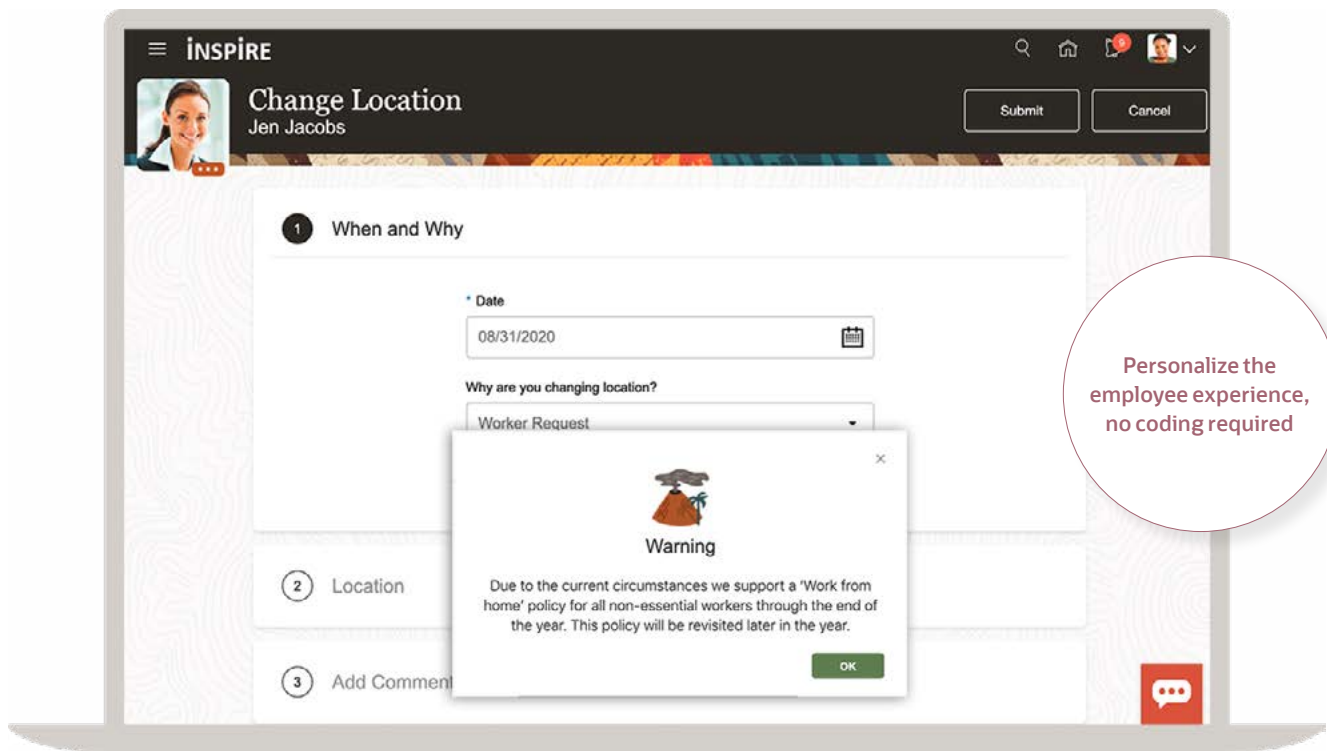 İNSPİRE
9
Change Location
Jen Jacobs
Submit
Cancel
1 When and Why
* Date
08/31/2020
Why are you changing location?
Worker Request
Warning
Due to the current circumstances we support a 'Work from
home' policy for all non-essential workers through the end of
the year. This policy will be revisited later in the year.
OK
2 Location
3 Add Comment
Personalize the
employee experience,
no coding required